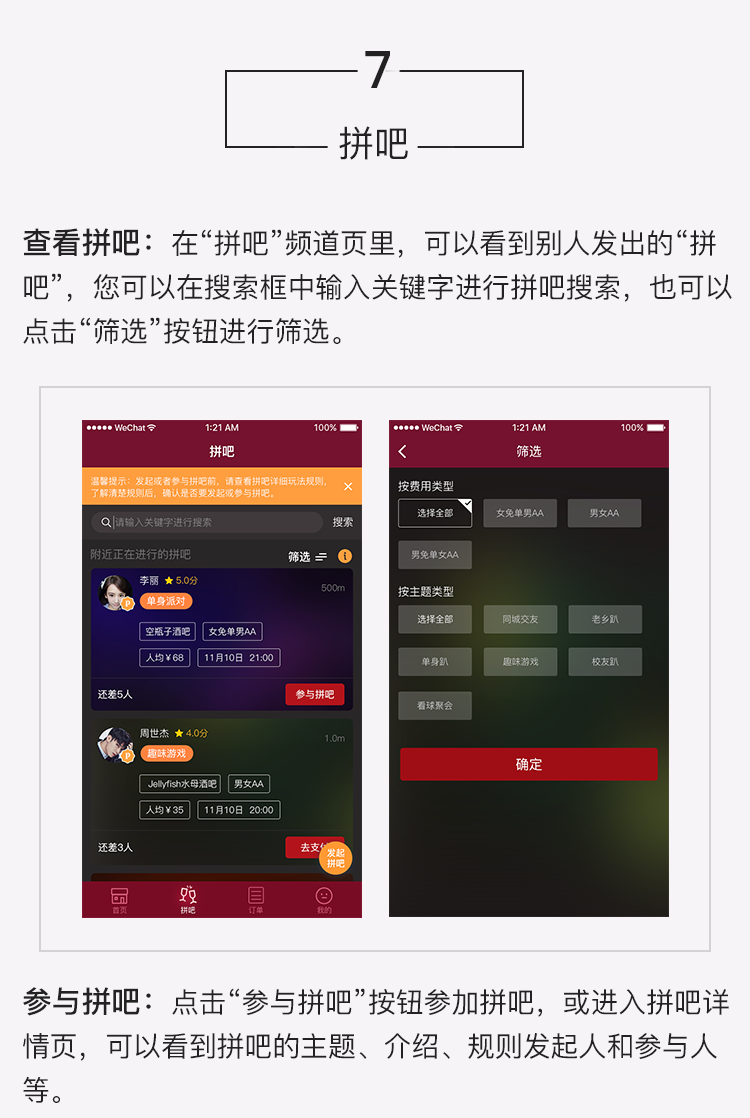 7
拼吧
查看拼吧：在“拼吧”频道页里，可以看到别人发出的“拼
吧”，您可以在搜索框中输入关键字进行拼吧搜索，也可以
点击“筛选”按钮进行筛选。
WeChat 1:21 AM 100%
拼吧
温馨提示：发起或者参与拼吧前，请查看拼吧详细玩法规则，
了解清楚规则后，确认是否要发起或参与拼吧。
请输入关键字进行搜索 搜索
附近正在进行的拼吧 筛选
李丽 5.0分
500m
单身派对
空瓶子酒吧 女免单男AA
人均￥68 11月10日 21:00
还差5人 参与拼吧
周世杰 4.0分
1.0m
趣味游戏
Jellyfish水母酒吧 男女AA
人均￥35 11月10日 20:00
还差3人 去支
发起
拼吧
首页 拼吧 订单 我的
WeChat 1:21 AM 100%
筛选
按费用类型
选择全部 女免单男AA 男女AA
男免单女AA
按主题类型
选择全部 同城交友 老乡趴
单身趴 趣味游戏 校友趴
看球聚会
确定
参与拼吧：点击“参与拼吧”按钮参加拼吧，或进入拼吧详
情页，可以看到拼吧的主题、介绍、规则发起人和参与人
等。